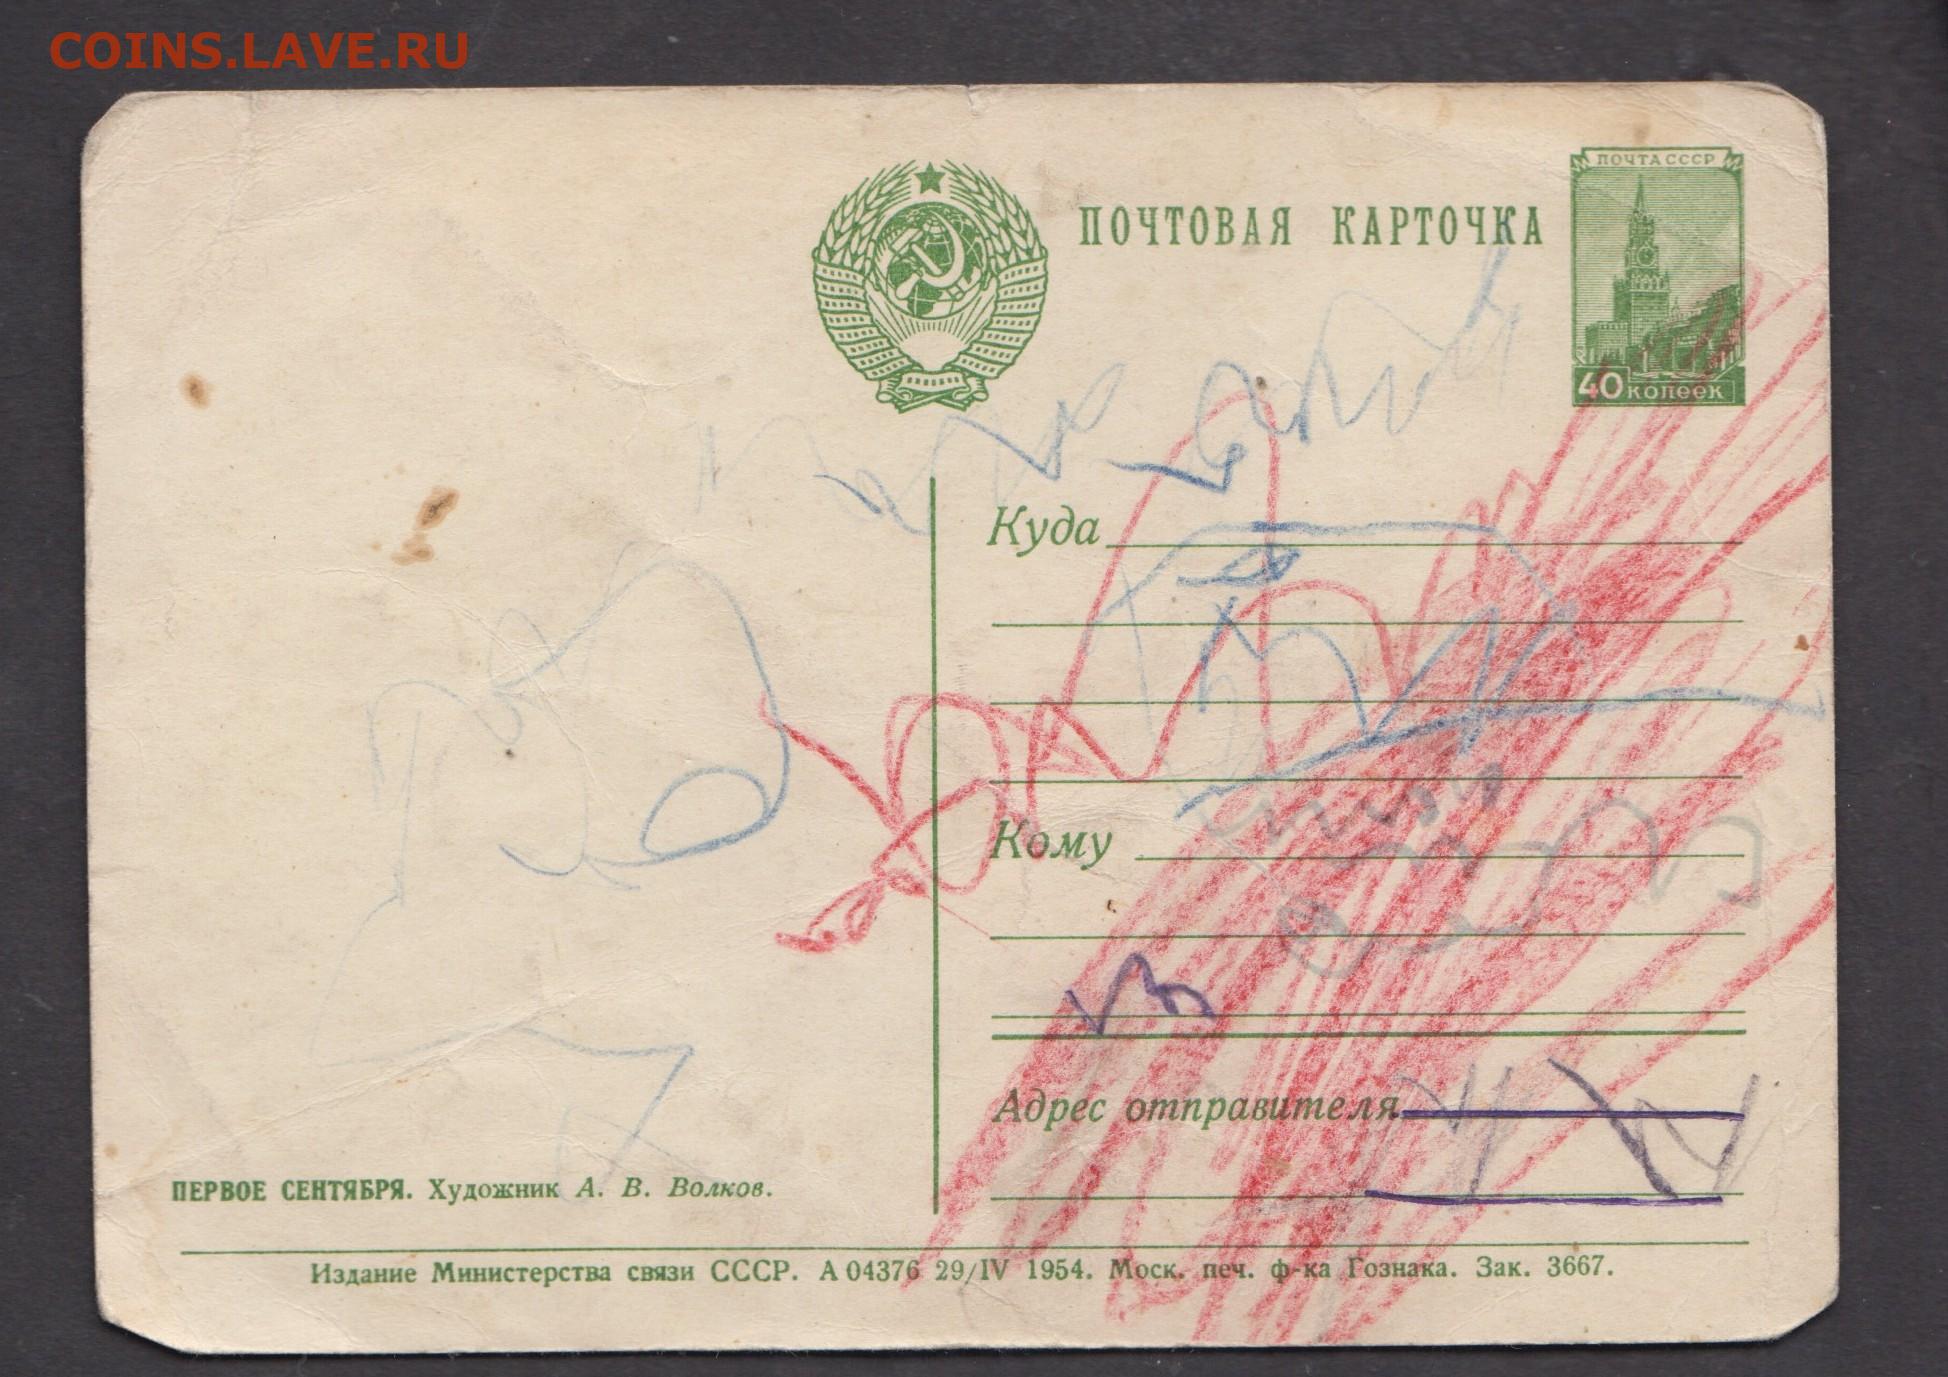 COINS.LAVE.RU
ПОЧТА СССР
ПОЧТОВАЯ КАРТОЧКА
40 КОПЕЕК
Куда
Кому
Адрес отправителя
ПЕРВОЕ СЕНТЯБРЯ. Художник А. В. Волков.
Издание Министерства связи СССР. А 04376 29/IV 1954. Моск. печ. ф-ка Гознака. Зак. 3667.